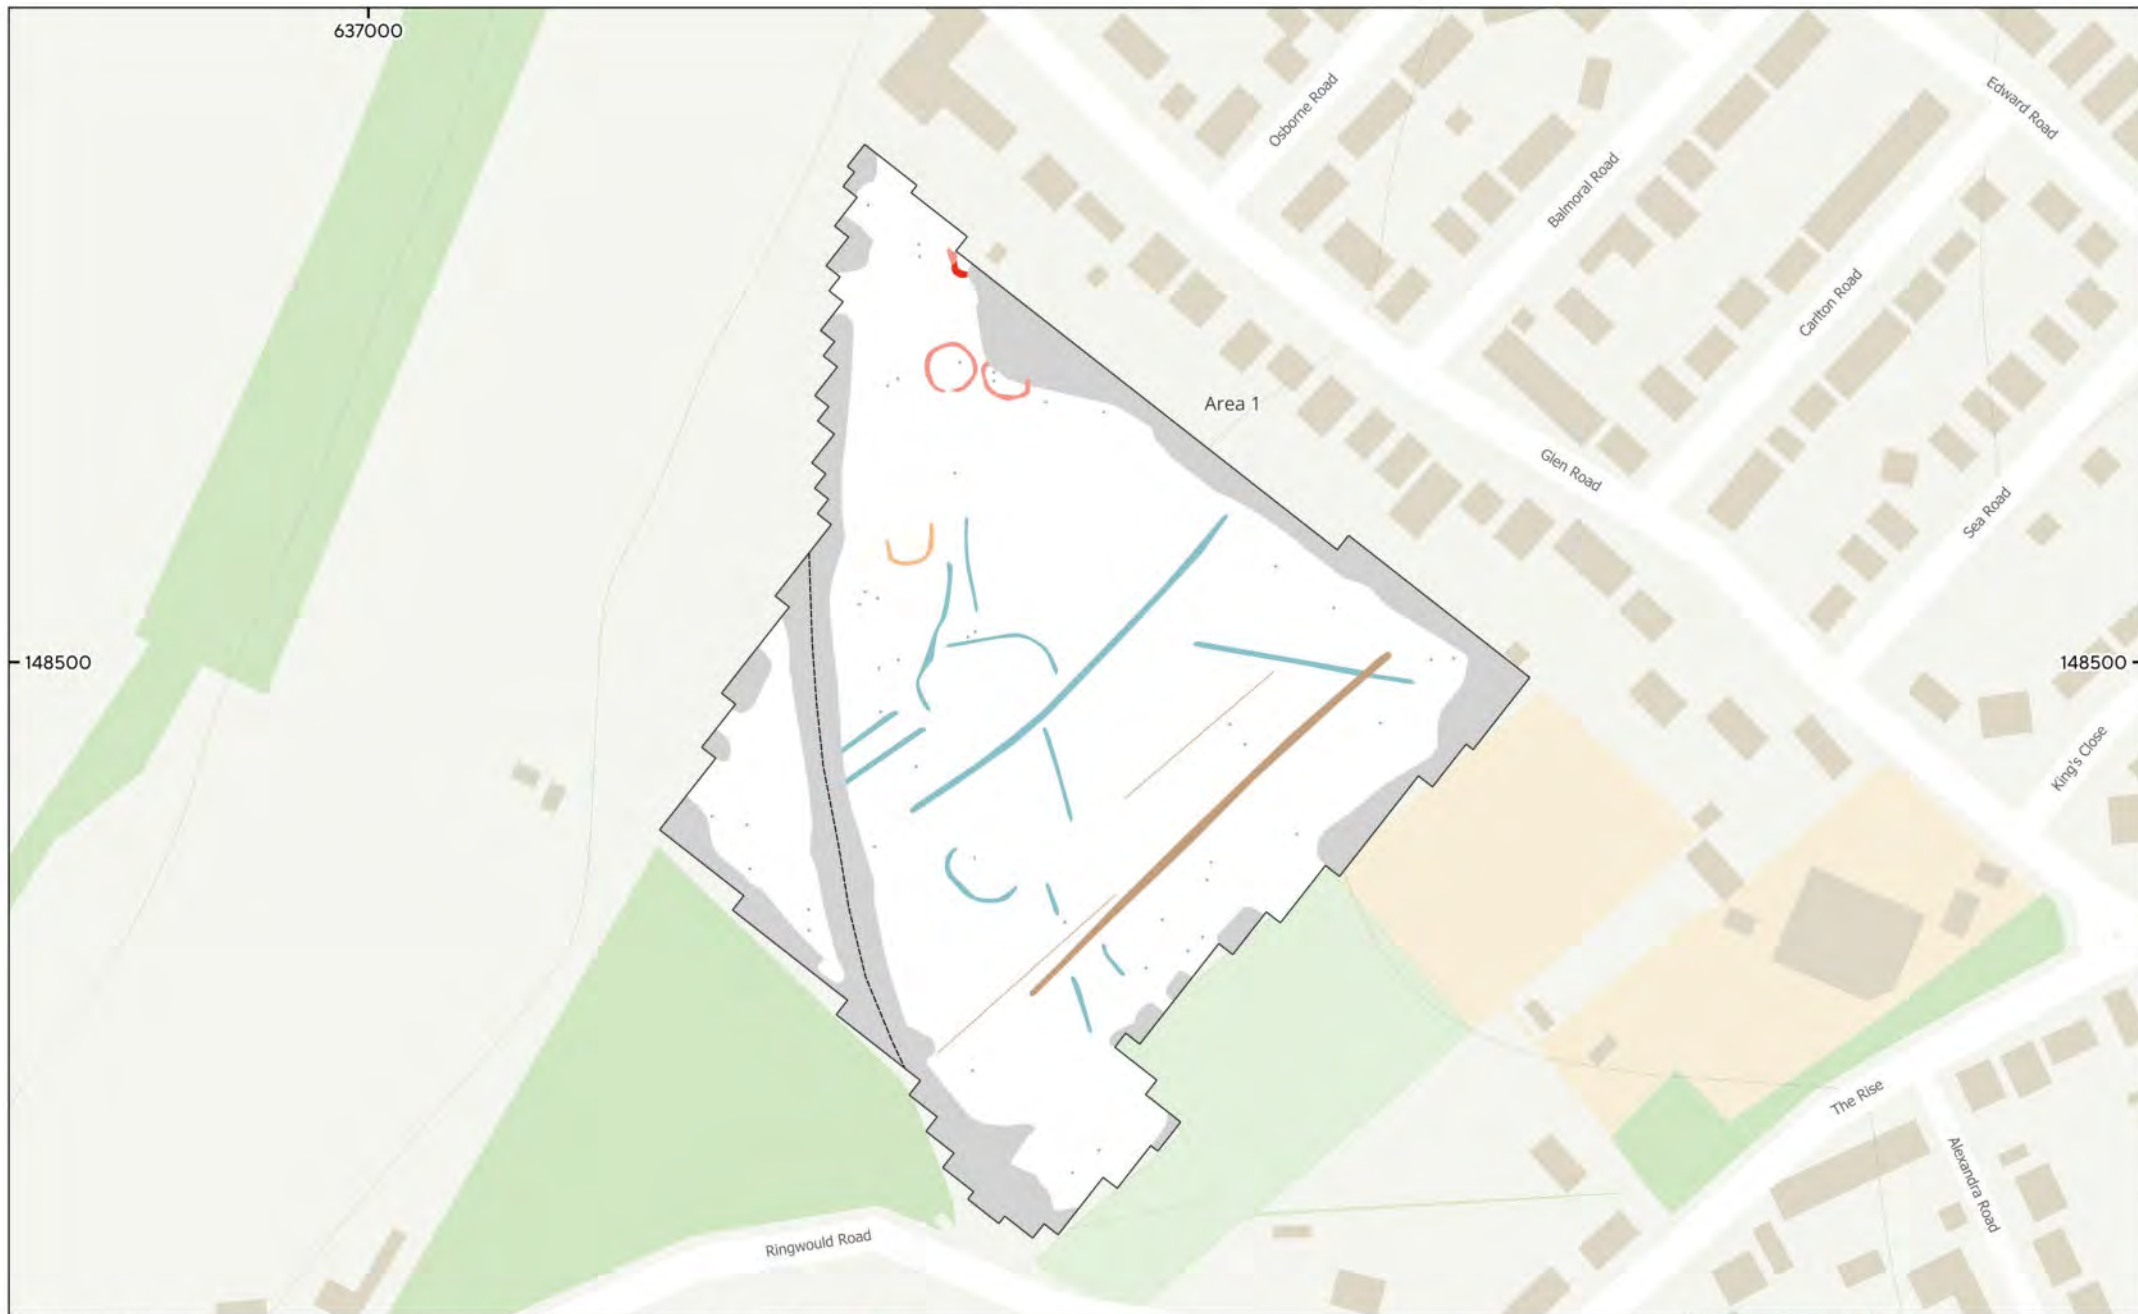 637000
Edward Road
Osborne Road
Balmoral Road
Carlton Road
Area 1
Glen Road
Sea Road
148500
148500
King's Close
The Rise
Alexandra Road
Ringwould Road